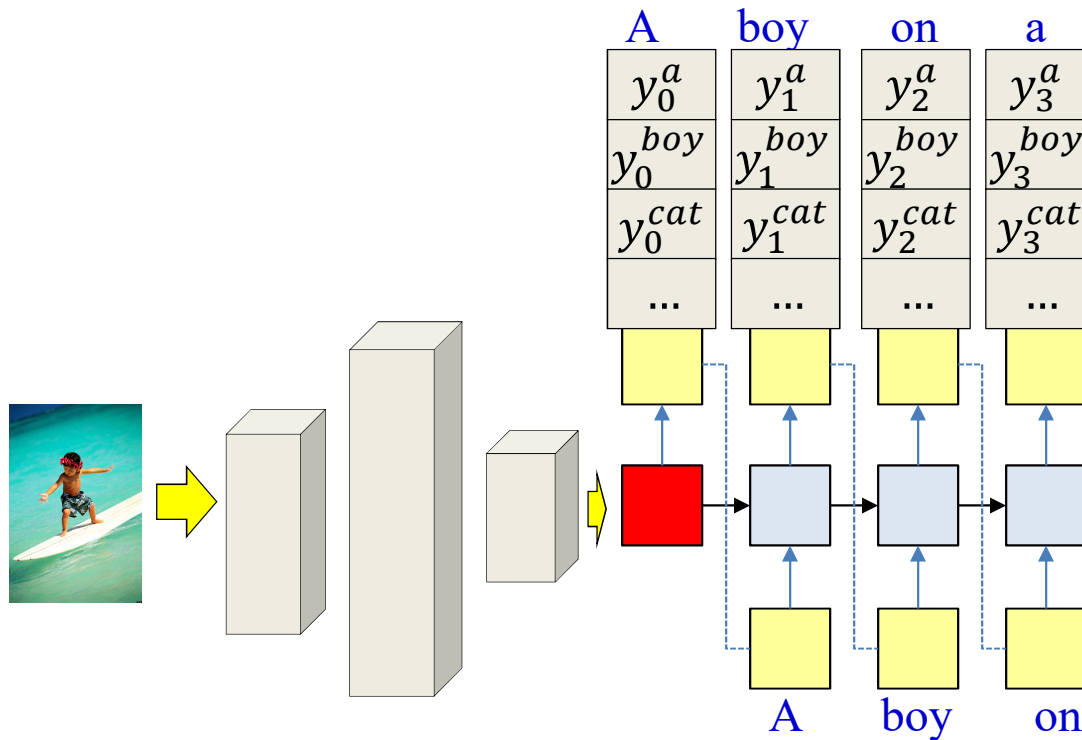 A boy on a
y_0^a y_1^a y_2^a y_3^a
y_0^{boy} y_1^{boy} y_2^{boy} y_3^{boy}
y_0^{cat} y_1^{cat} y_2^{cat} y_3^{cat}
... ... ... ...
A boy on